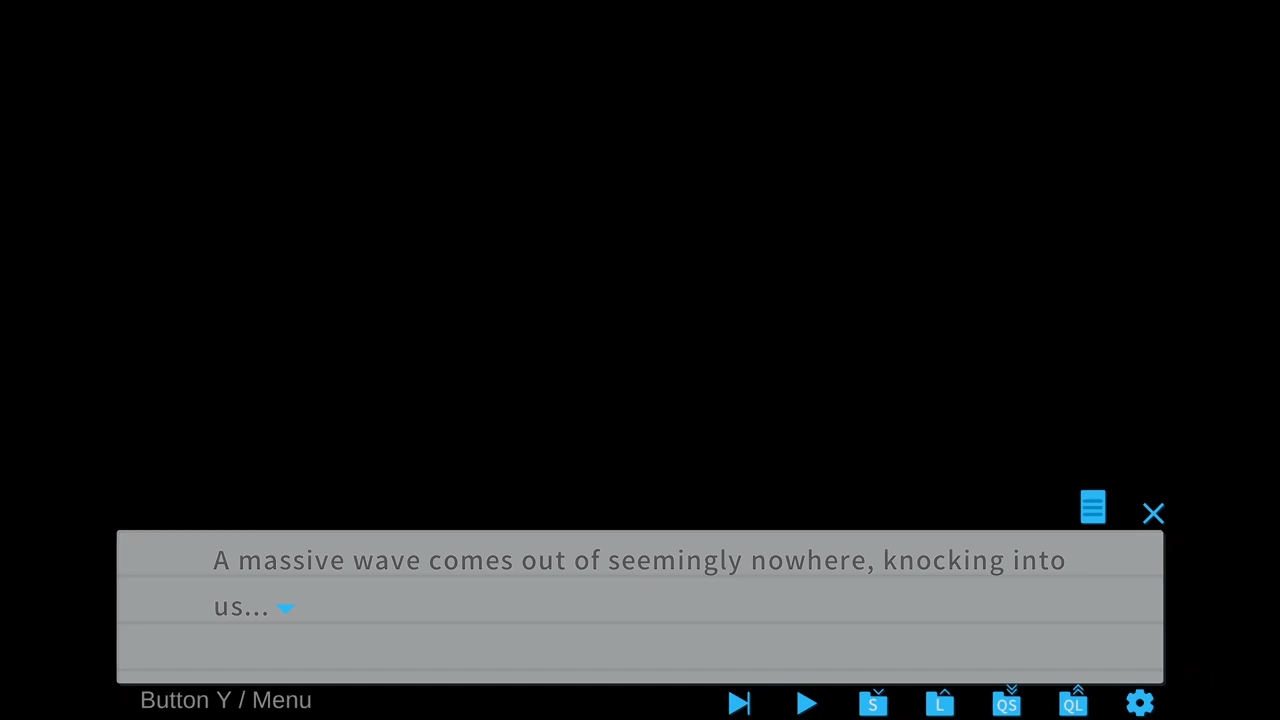 A massive wave comes out of seemingly nowhere, knocking into
us...
Button Y / Menu
S
L
QS
QL